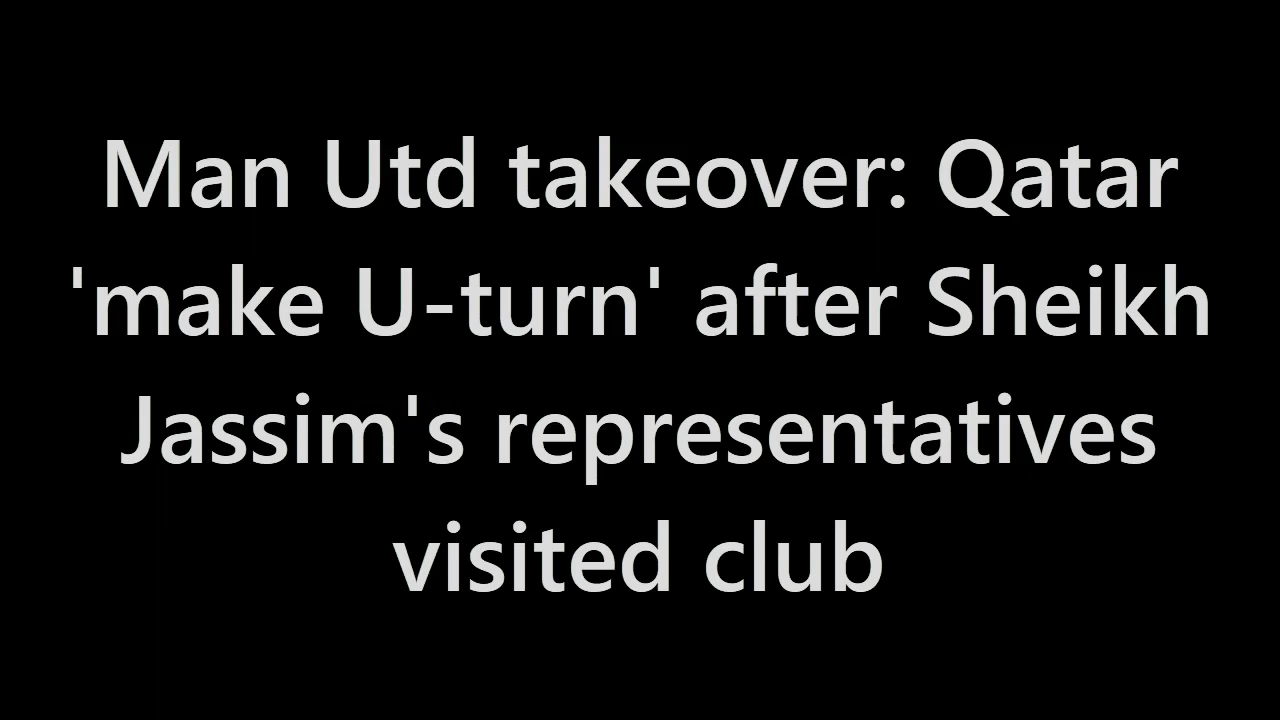 Man Utd takeover: Qatar
'make U-turn' after Sheikh
Jassim's representatives
visited club